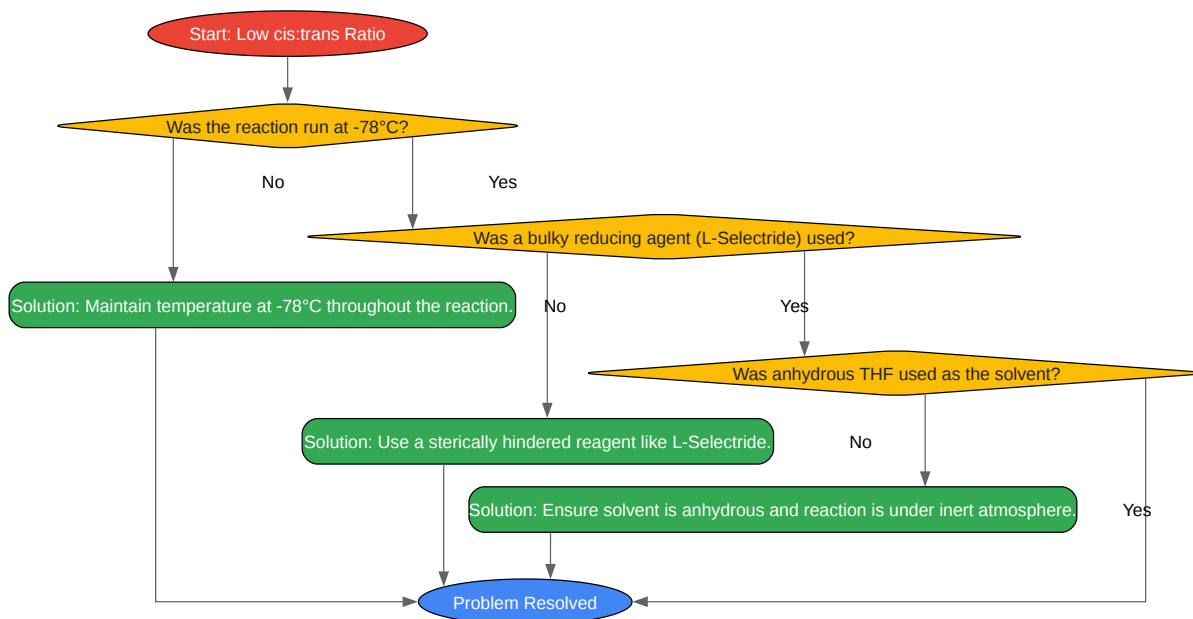 Start: Low cis:trans Ratio
Was the reaction run at -78°C?
No
Yes
Was a bulky reducing agent (L-Selectride) used?
Solution: Maintain temperature at -78°C throughout the reaction.
No
Yes
Was anhydrous THF used as the solvent?
Solution: Use a sterically hindered reagent like L-Selectride.
No
Solution: Ensure solvent is anhydrous and reaction is under inert atmosphere.
Yes
Problem Resolved